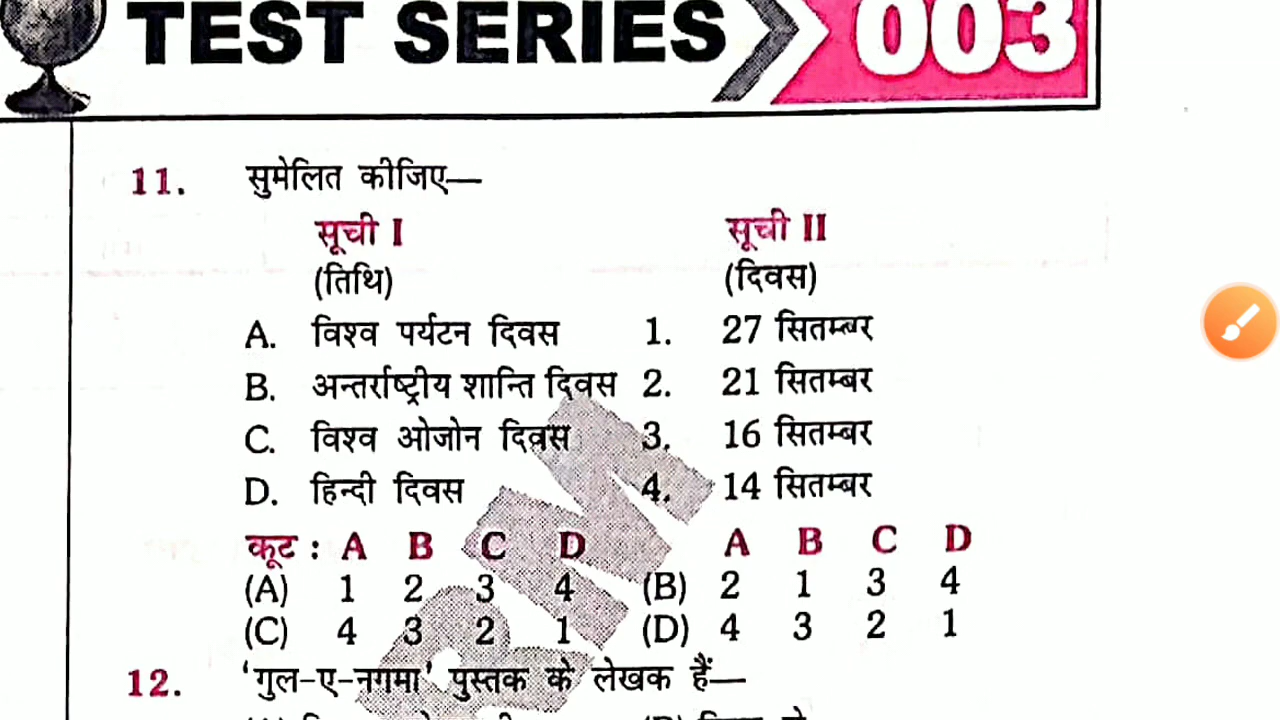 TEST SERIES 003
11. सुमेलित कीजिए—
सूची I सूची II
(तिथि) (दिवस)
A. विश्व पर्यटन दिवस 1. 27 सितम्बर
B. अन्तर्राष्ट्रीय शान्ति दिवस 2. 21 सितम्बर
C. विश्व ओजोन दिवस 3. 16 सितम्बर
D. हिन्दी दिवस 4. 14 सितम्बर
कूट : A B C D A B C D
(A) 1 2 3 4 (B) 2 1 3 4
(C) 4 3 2 1 (D) 4 3 2 1
12. 'गुल-ए-नगमा' पुस्तक के लेखक हैं—